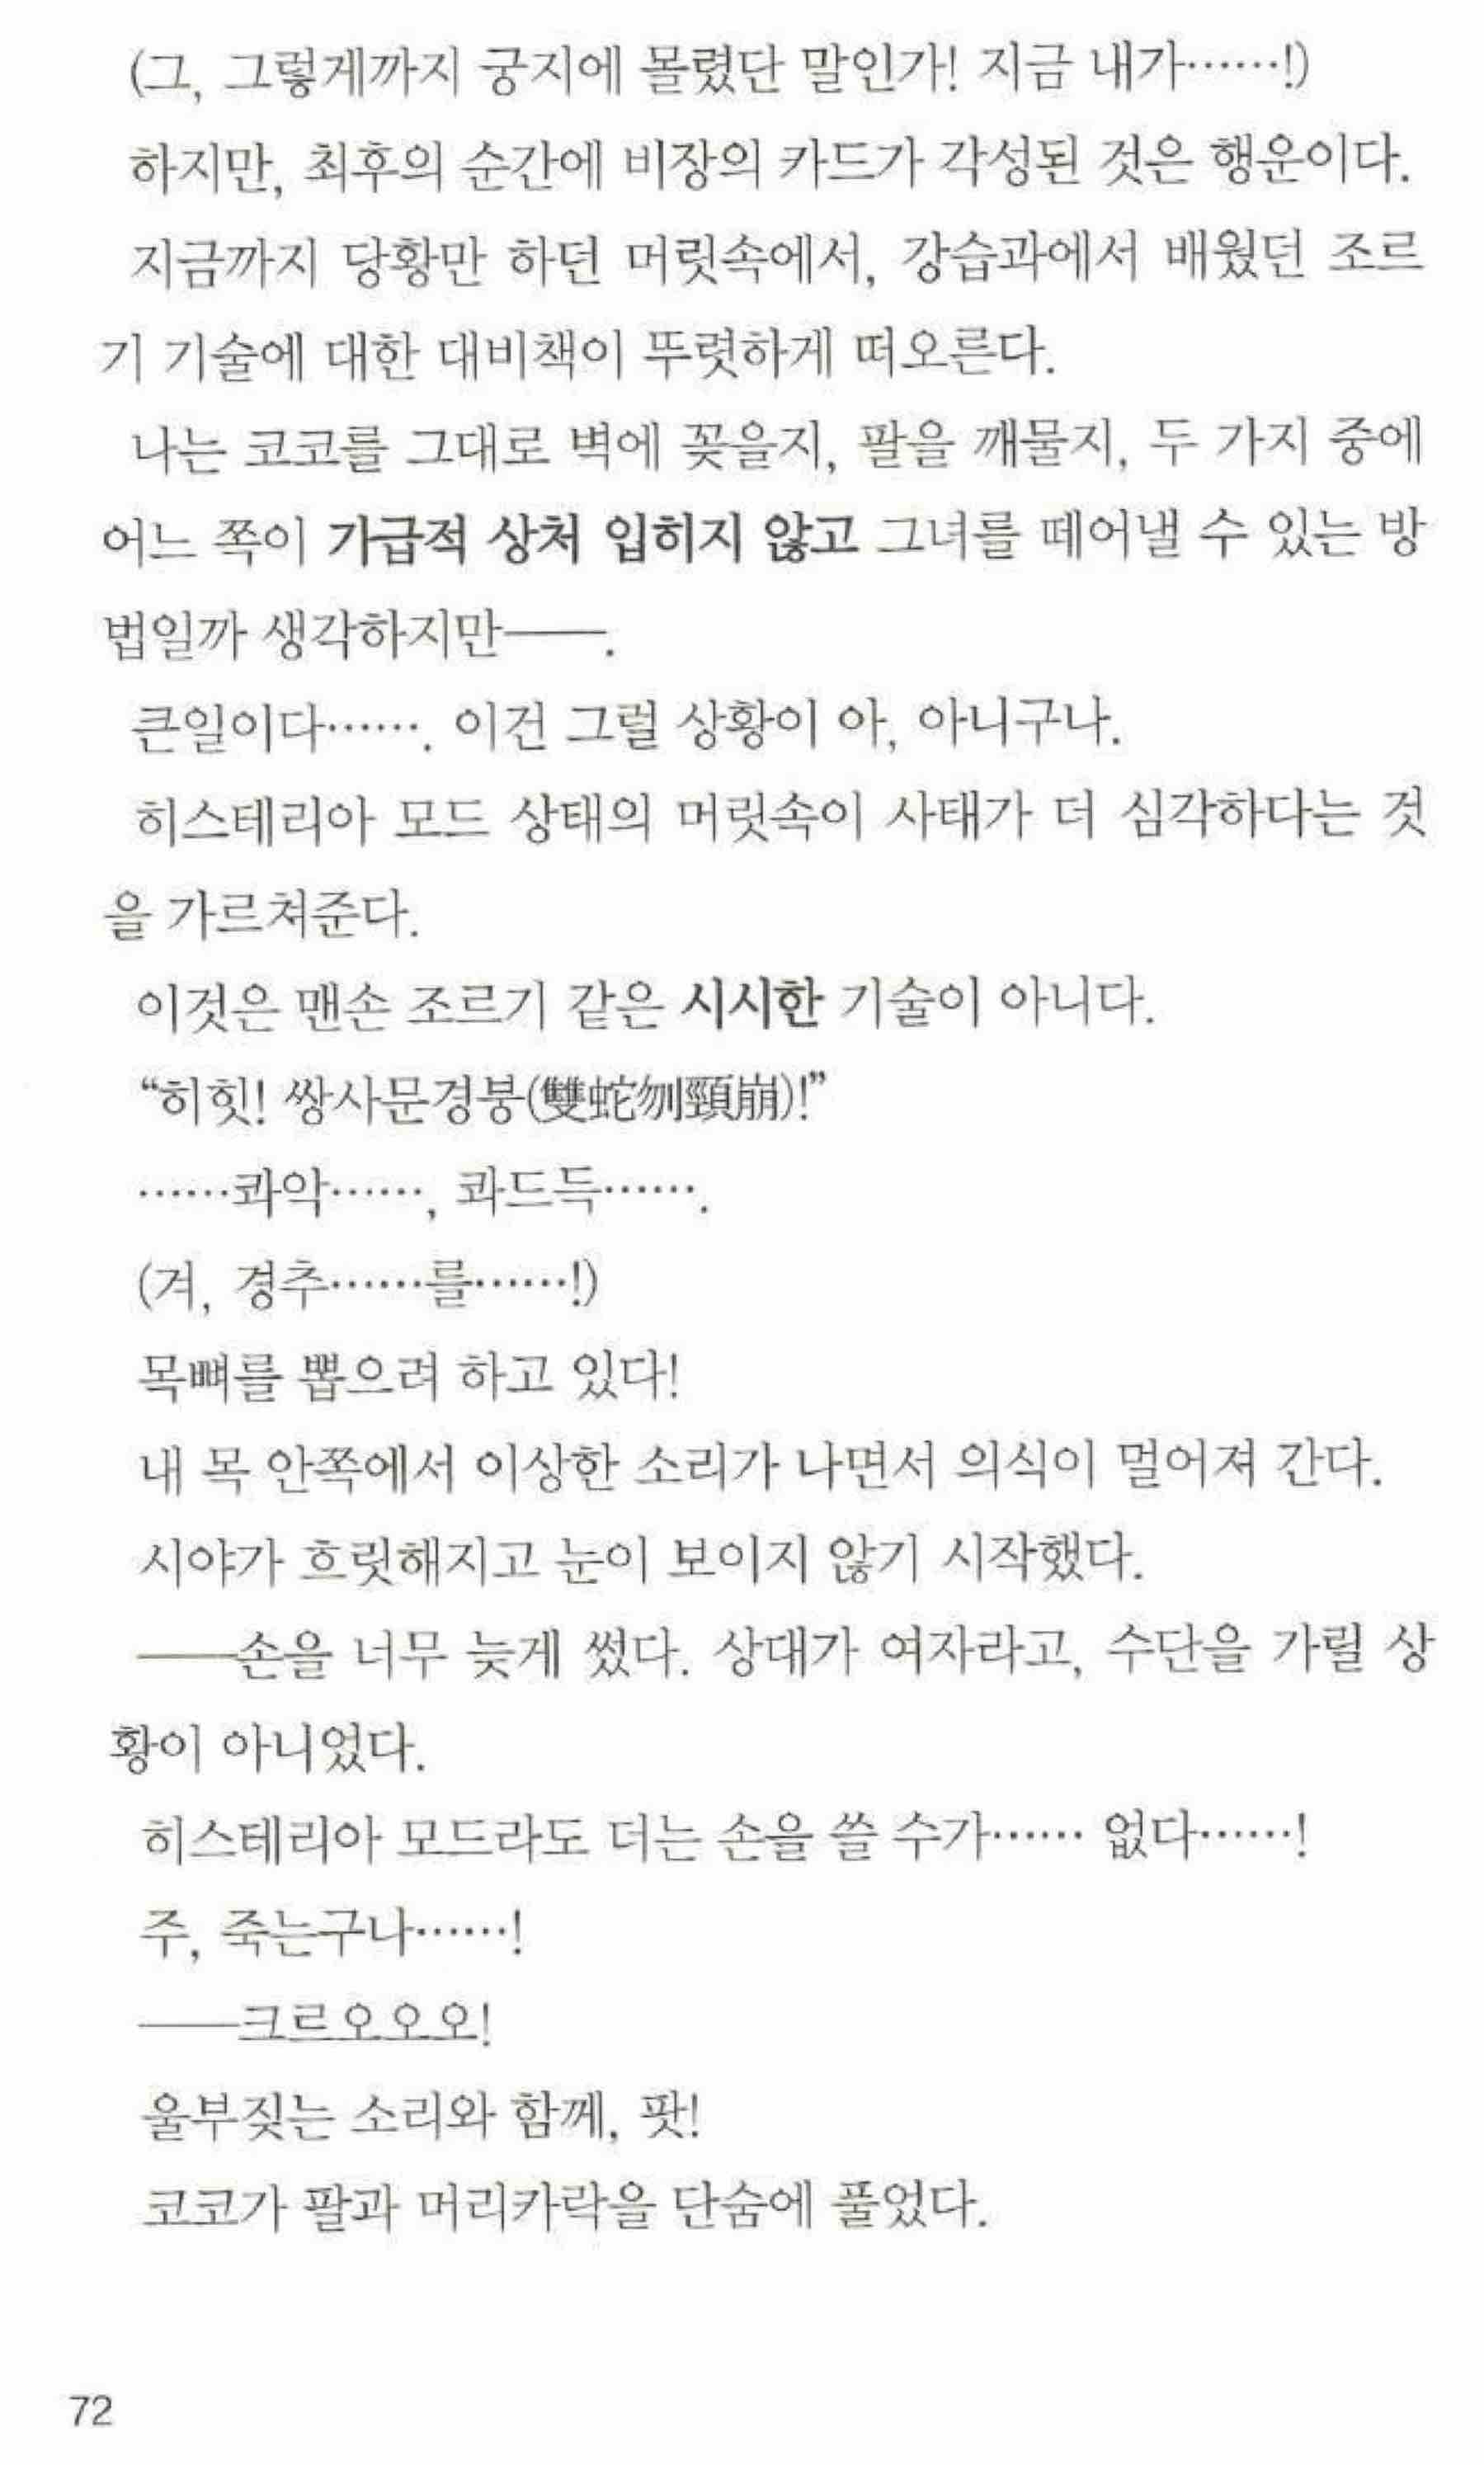 (그, 그렇게까지 궁지에 몰렸단 말인가! 지금 내가……!)
하지만, 최후의 순간에 비장의 카드가 각성된 것은 행운이다.
지금까지 당황만 하던 머릿속에서, 강습과에서 배웠던 조르
기 기술에 대한 대비책이 뚜렷하게 떠오른다.
나는 코코를 그대로 벽에 꽂을지, 팔을 깨물지, 두 가지 중에
어느 쪽이 가급적 상처 입히지 않고 그녀를 떼어낼 수 있는 방
법일까 생각하지만――.
큰일이다……. 이건 그럴 상황이 아, 아니구나.
히스테리아 모드 상태의 머릿속이 사태가 더 심각하다는 것
을 가르쳐준다.
이것은 맨손 조르기 같은 시시한 기술이 아니다.
“히힛! 쌍사문경붕(雙蛇刎頸崩)!”
……콰악……, 콰드득…….
(겨, 경추……를……!)
목뼈를 뽑으려 하고 있다!
내 목 안쪽에서 이상한 소리가 나면서 의식이 멀어져 간다.
시야가 흐릿해지고 눈이 보이지 않기 시작했다.
――손을 너무 늦게 썼다. 상대가 여자라고, 수단을 가릴 상
황이 아니었다.
히스테리아 모드라도 더는 손을 쓸 수가…… 없다……!
주, 죽는구나……!
――크르오오오!
울부짖는 소리와 함께, 팟!
코코가 팔과 머리카락을 단숨에 풀었다.
72